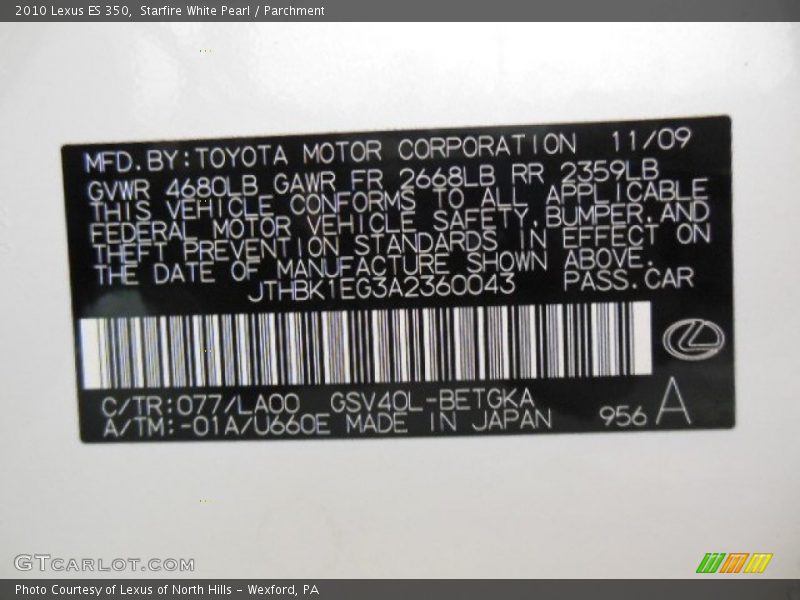 2010 Lexus ES 350, Starfire White Pearl / Parchment
MFD.BY:TOYOTA MOTOR CORPORATION 11/09
GVWR 4680LB GAWR FR 2668LB RR 2359LB
THIS VEHICLE CONFORMS TO ALL APPLICABLE
FEDERAL MOTOR VEHICLE SAFETY,BUMPER,AND
THEFT PREVENTION STANDARDS IN EFFECT ON
THE DATE OF MANUFACTURE SHOWN ABOVE.
JTHBK1EG3A2360043 PASS.CAR
C/TR:077/LA00 GSV40L-BETGKA
A/TM:-01A/U660E MADE IN JAPAN 956 A
GTCARLOT.COM
Photo Courtesy of Lexus of North Hills - Wexford, PA